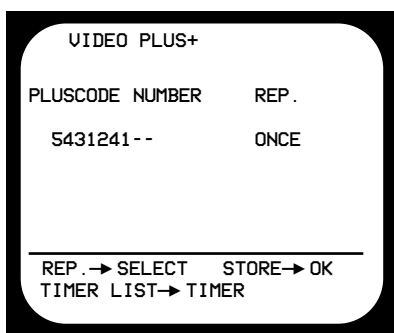 VIDEO PLUS+
PLUSCODE NUMBER REP.
5431241-- ONCE
REP.→SELECT STORE→OK
TIMER LIST→TIMER